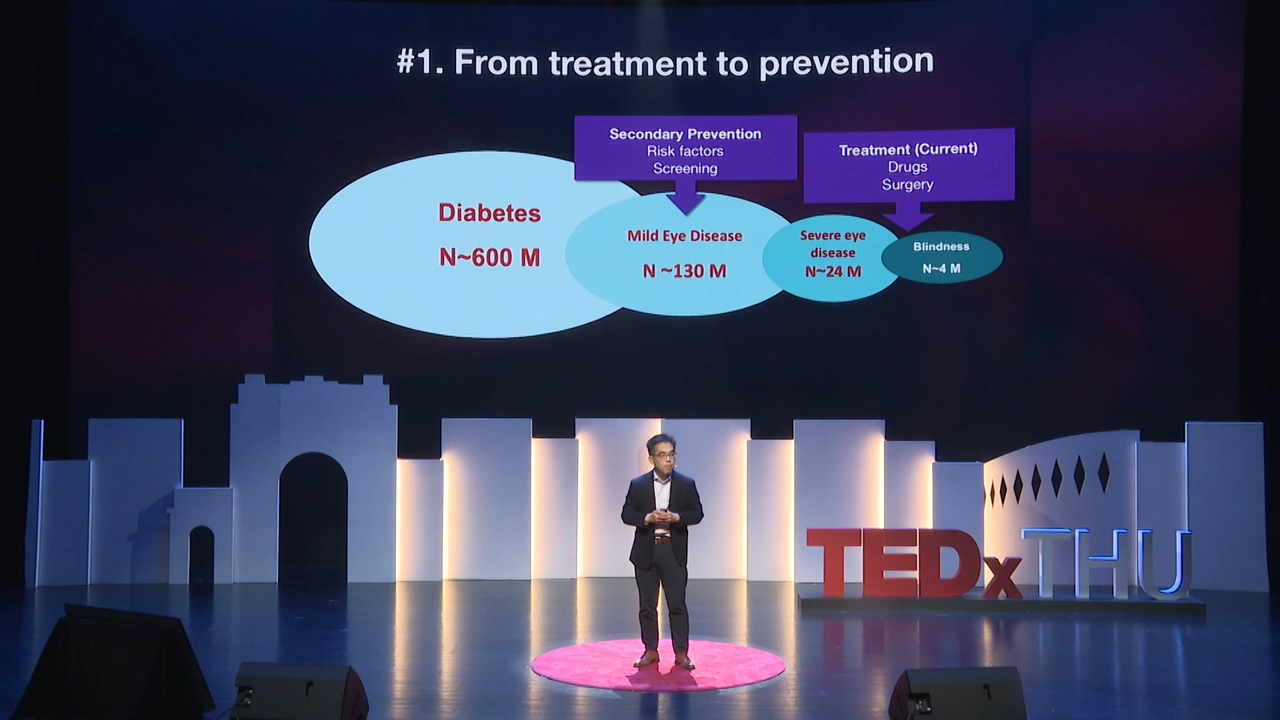 #1. From treatment to prevention
Secondary Prevention
Risk factors
Screening
Treatment (Current)
Drugs
Surgery
Diabetes
N~600 M
Mild Eye Disease
N ~130 M
Severe eye
disease
N~24 M
Blindness
N~4 M
TEDxTHU